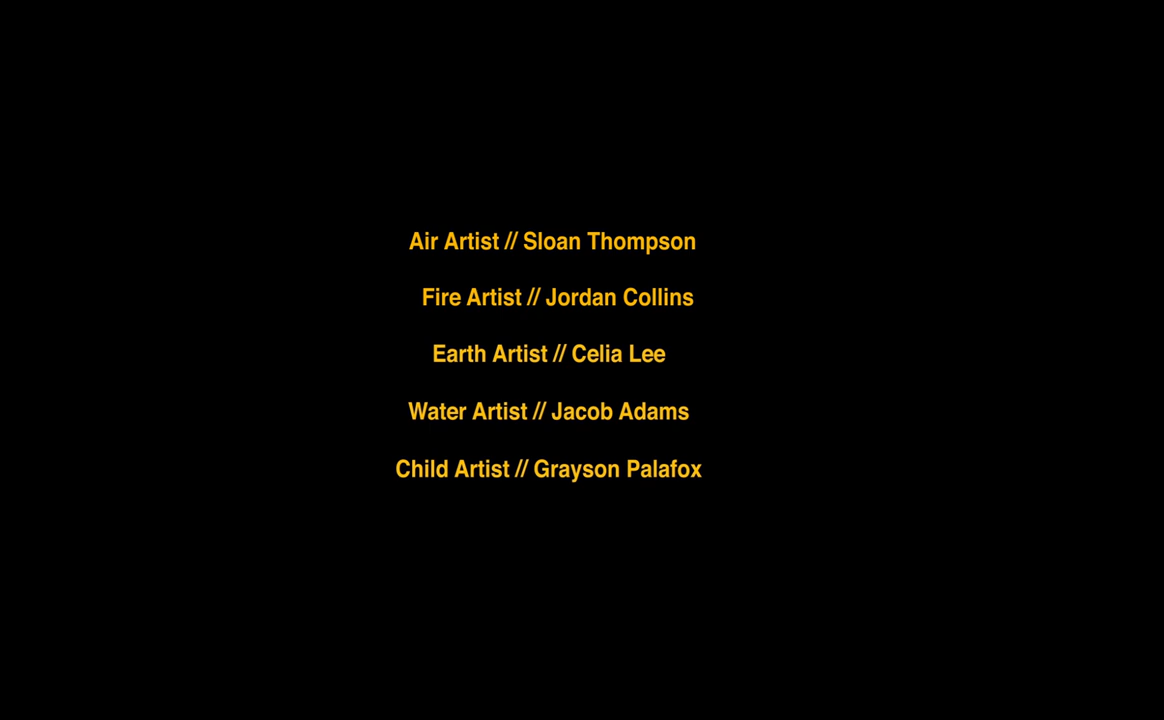 Air Artist // Sloan Thompson
Fire Artist // Jordan Collins
Earth Artist // Celia Lee
Water Artist // Jacob Adams
Child Artist // Grayson Palafox